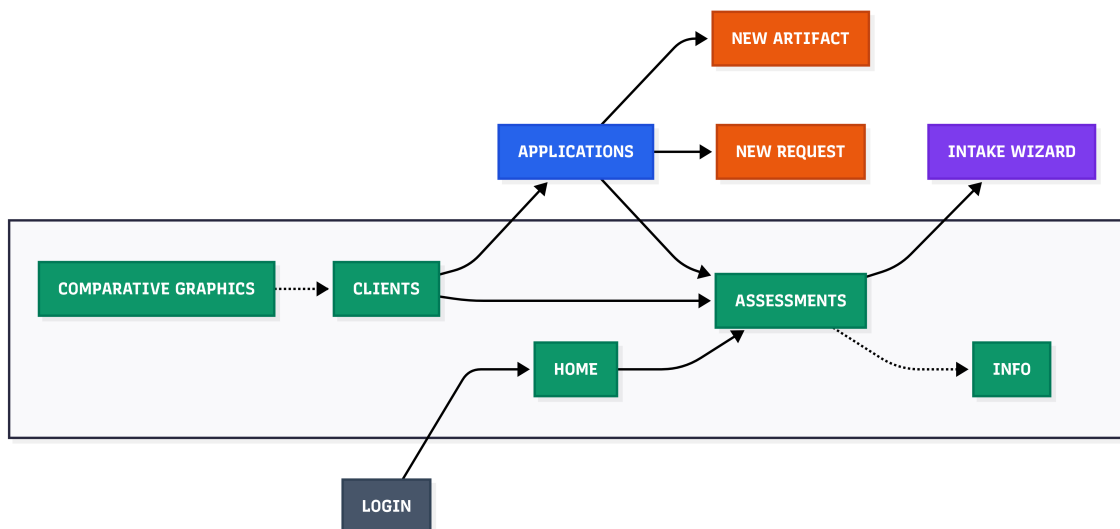 NEW ARTIFACT
APPLICATIONS
NEW REQUEST
INTAKE WIZARD
COMPARATIVE GRAPHICS
CLIENTS
ASSESSMENTS
HOME
INFO
LOGIN